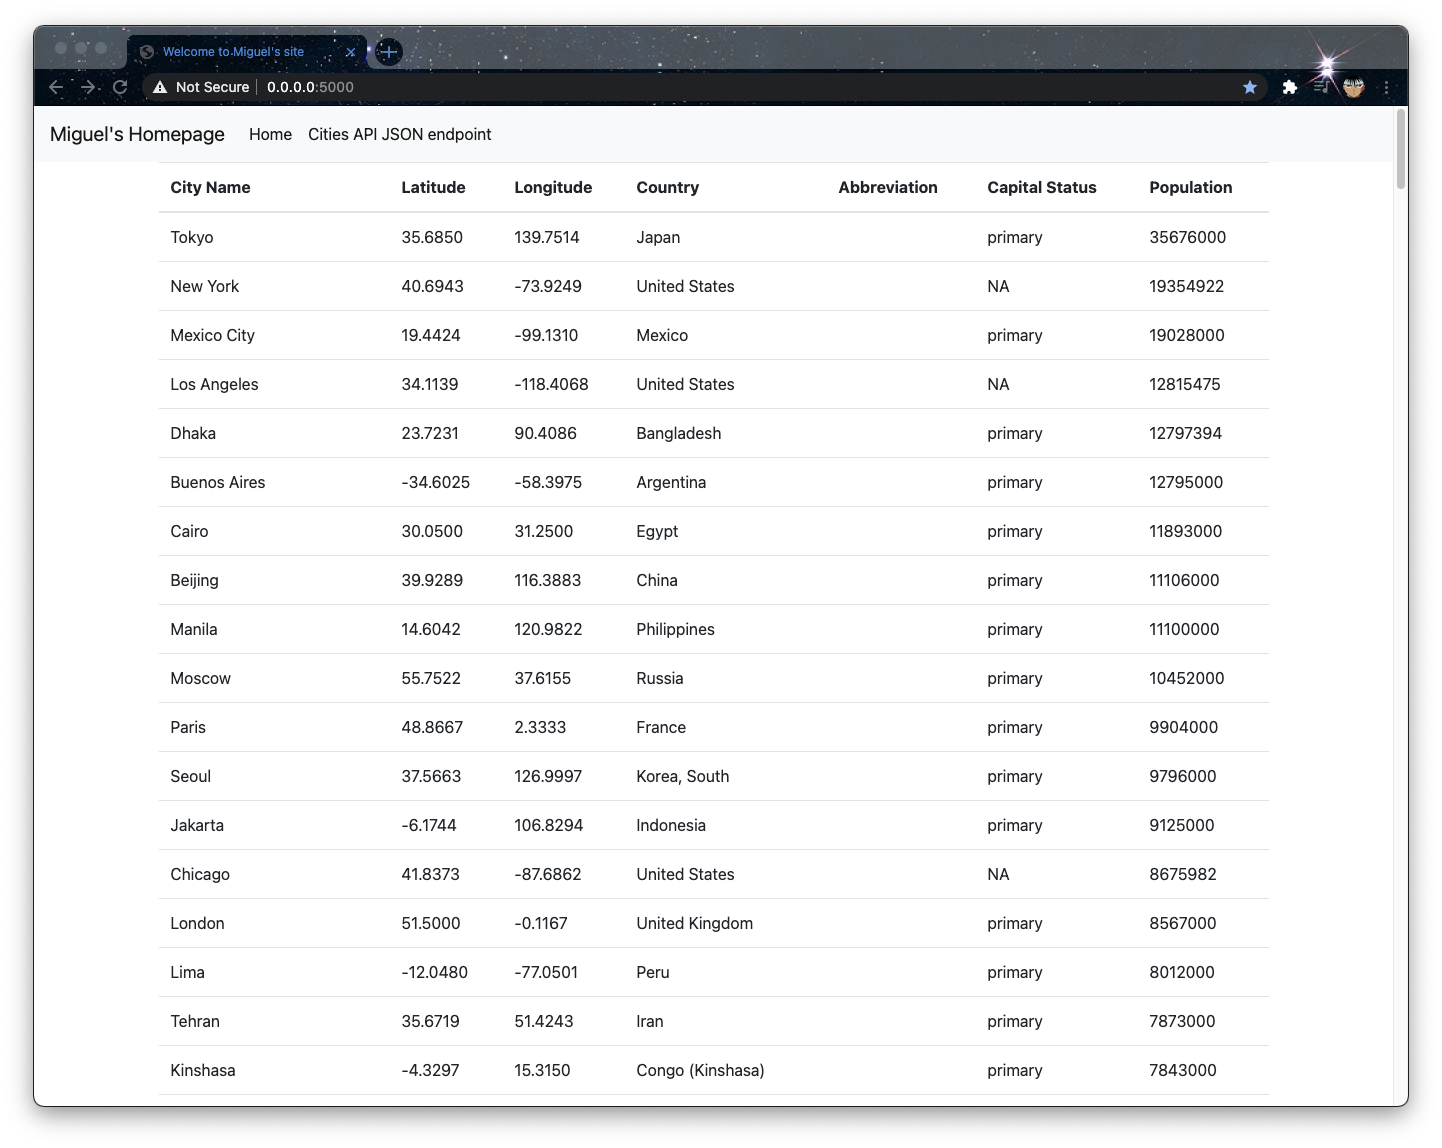 Welcome to Miguel's site
Not Secure 0.0.0.0:5000
Miguel's Homepage Home Cities API JSON endpoint
City Name Latitude Longitude Country Abbreviation Capital Status Population
Tokyo 35.6850 139.7514 Japan primary 35676000
New York 40.6943 -73.9249 United States NA 19354922
Mexico City 19.4424 -99.1310 Mexico primary 19028000
Los Angeles 34.1139 -118.4068 United States NA 12815475
Dhaka 23.7231 90.4086 Bangladesh primary 12797394
Buenos Aires -34.6025 -58.3975 Argentina primary 12795000
Cairo 30.0500 31.2500 Egypt primary 11893000
Beijing 39.9289 116.3883 China primary 11106000
Manila 14.6042 120.9822 Philippines primary 11100000
Moscow 55.7522 37.6155 Russia primary 10452000
Paris 48.8667 2.3333 France primary 9904000
Seoul 37.5663 126.9997 Korea, South primary 9796000
Jakarta -6.1744 106.8294 Indonesia primary 9125000
Chicago 41.8373 -87.6862 United States NA 8675982
London 51.5000 -0.1167 United Kingdom primary 8567000
Lima -12.0480 -77.0501 Peru primary 8012000
Tehran 35.6719 51.4243 Iran primary 7873000
Kinshasa -4.3297 15.3150 Congo (Kinshasa) primary 7843000